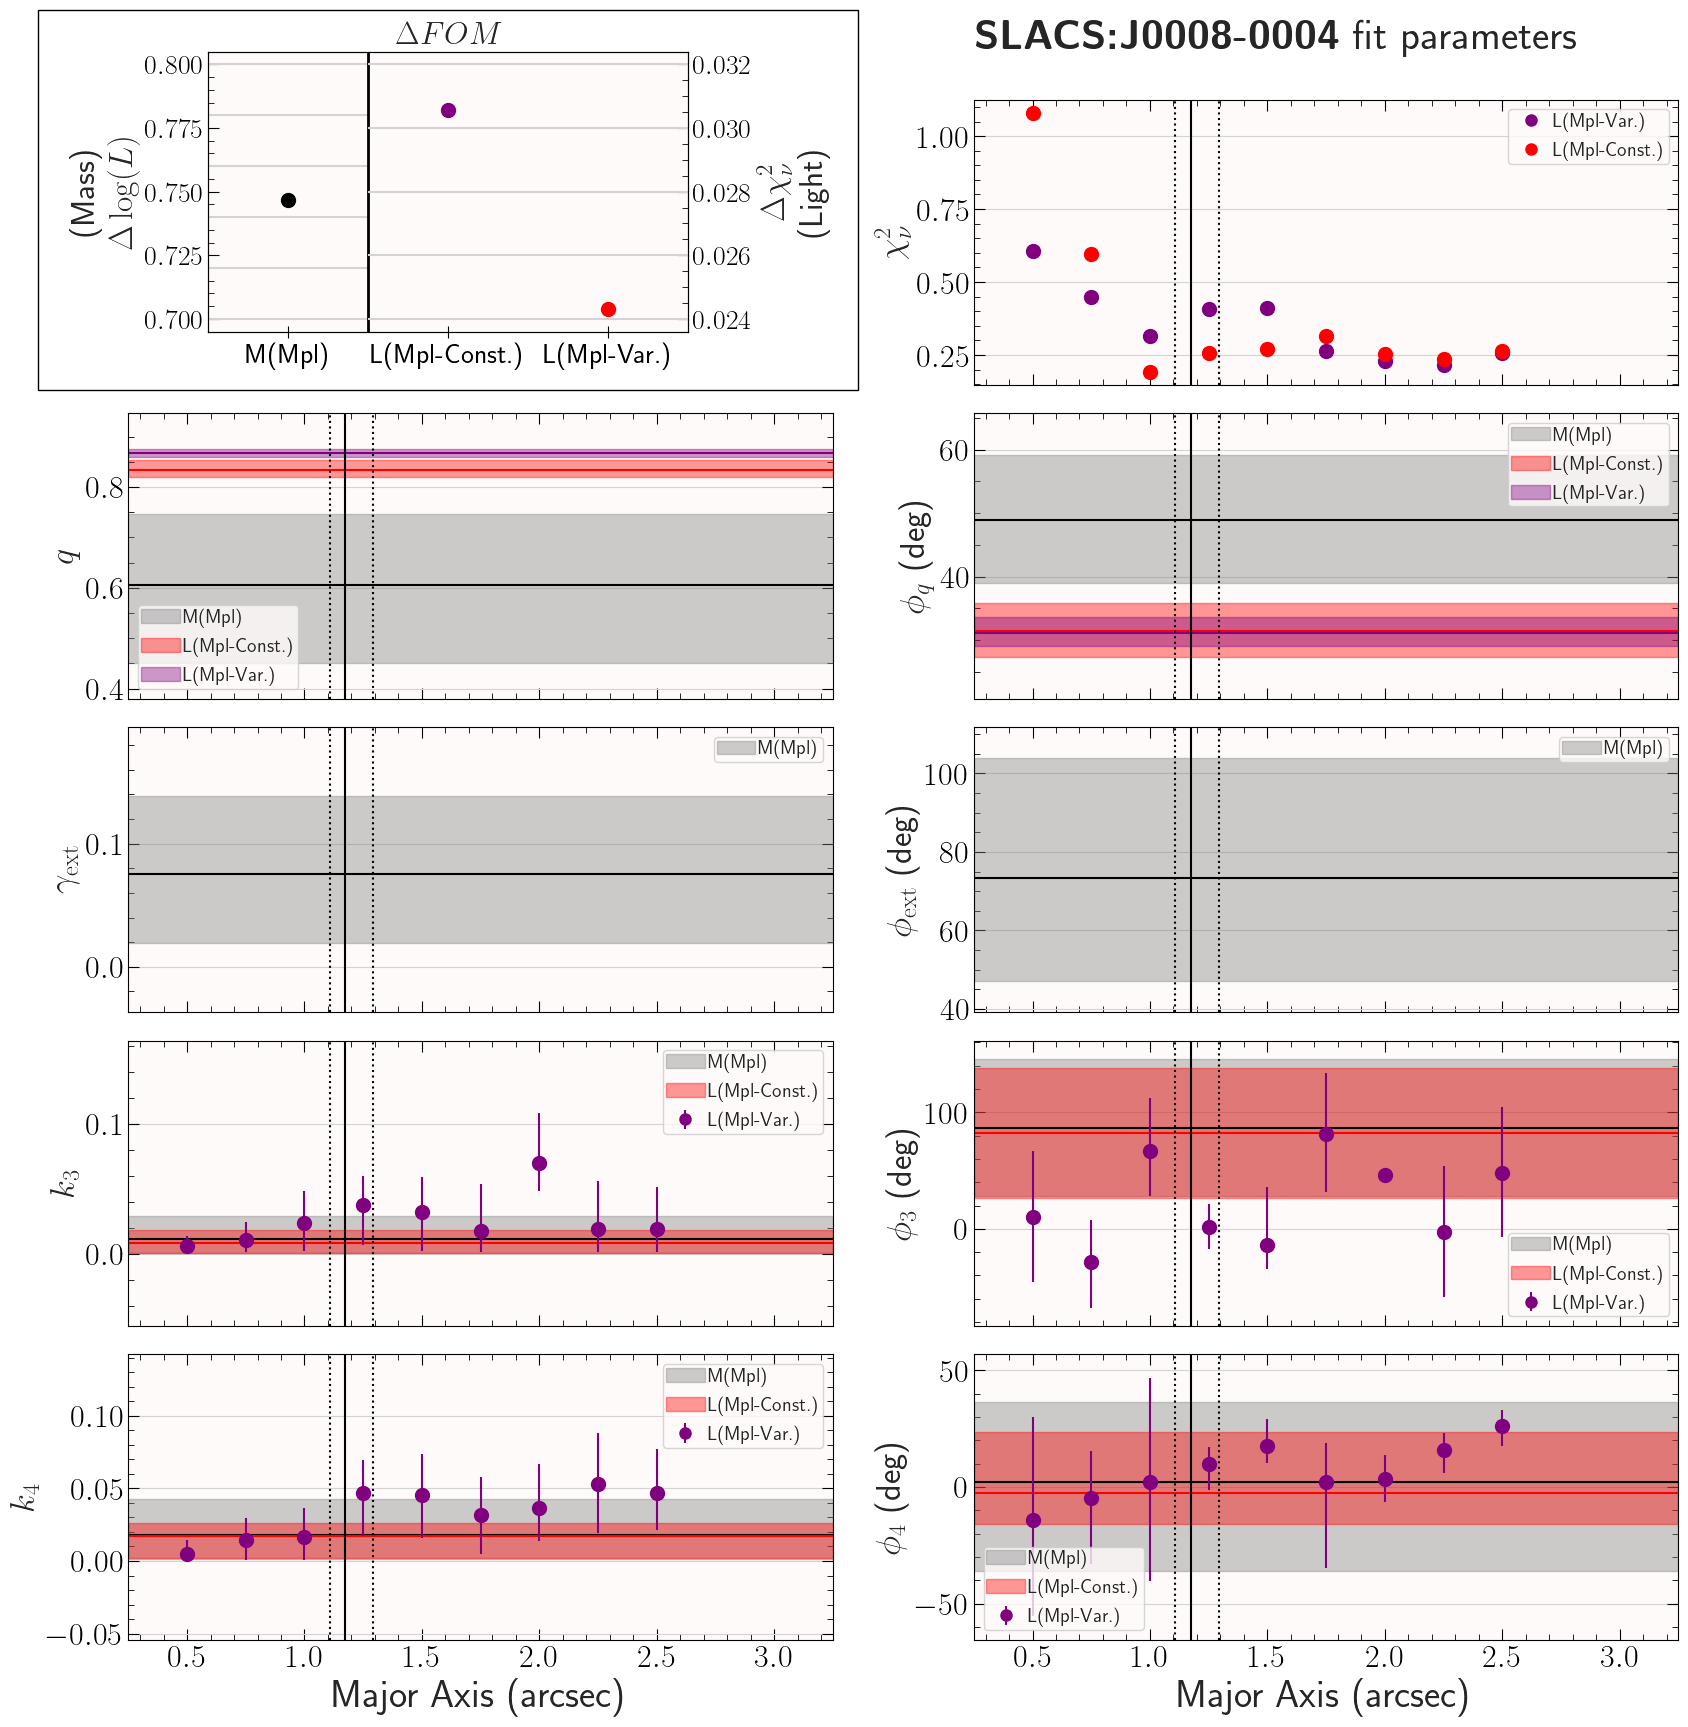 ΔFOM
SLACS:J0008-0004 fit parameters
(Mass)
Δ log(L)
0.800
0.775
0.750
0.725
0.700
0.032
0.030
0.028
0.026
0.024
Δχ²ᵥ
(Light)
M(Mpl)
L(Mpl-Const.)
L(Mpl-Var.)
χ²ᵥ
1.00
0.75
0.50
0.25
L(Mpl-Var.)
L(Mpl-Const.)
q
0.8
0.6
0.4
M(Mpl)
L(Mpl-Const.)
L(Mpl-Var.)
ϕq (deg)
60
40
M(Mpl)
L(Mpl-Const.)
L(Mpl-Var.)
γext
0.1
0.0
M(Mpl)
ϕext (deg)
100
80
60
40
M(Mpl)
k₃
0.1
0.0
M(Mpl)
L(Mpl-Const.)
L(Mpl-Var.)
ϕ₃ (deg)
100
0
M(Mpl)
L(Mpl-Const.)
L(Mpl-Var.)
k₄
0.10
0.05
0.00
−0.05
M(Mpl)
L(Mpl-Const.)
L(Mpl-Var.)
0.5 1.0 1.5 2.0 2.5 3.0
Major Axis (arcsec)
ϕ₄ (deg)
50
0
−50
M(Mpl)
L(Mpl-Const.)
L(Mpl-Var.)
0.5 1.0 1.5 2.0 2.5 3.0
Major Axis (arcsec)